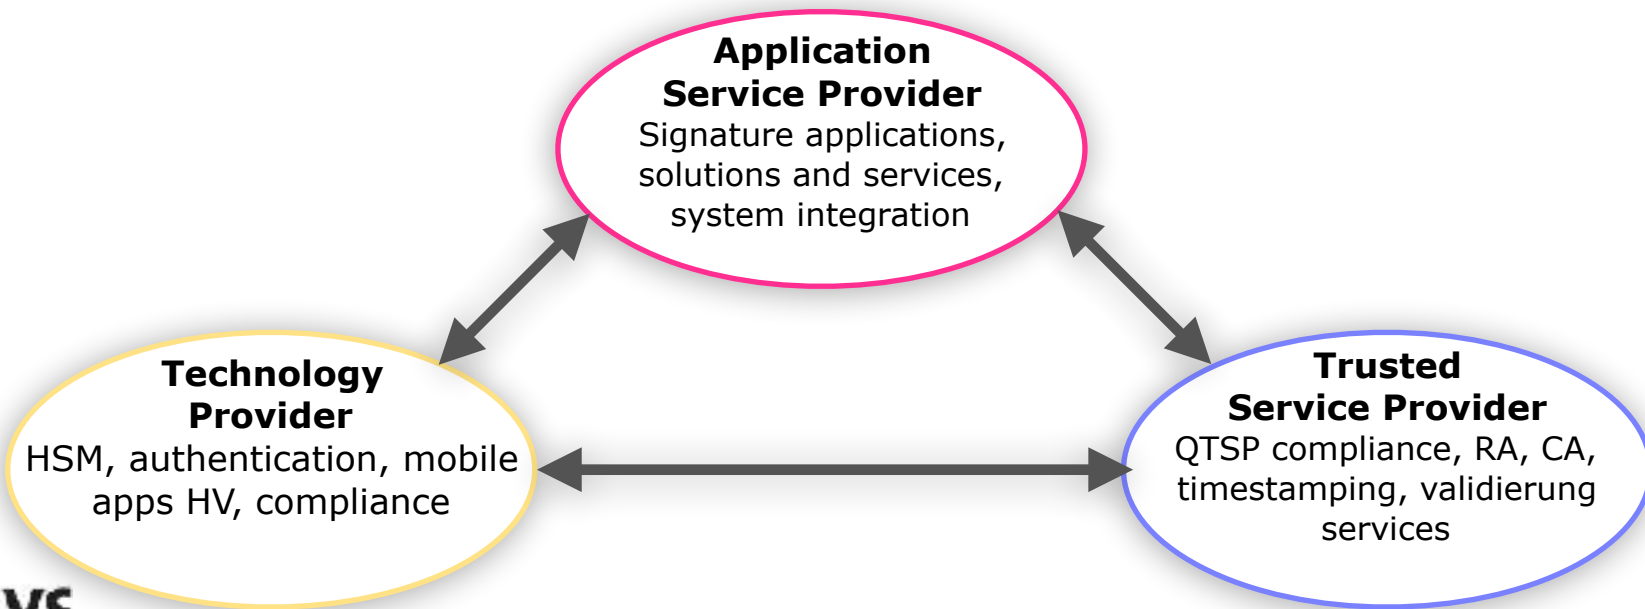 Application
Service Provider
Signature applications,
solutions and services,
system integration
Technology
Provider
HSM, authentication, mobile
apps HV, compliance
Trusted
Service Provider
QTSP compliance, RA, CA,
timestamping, validierung
services